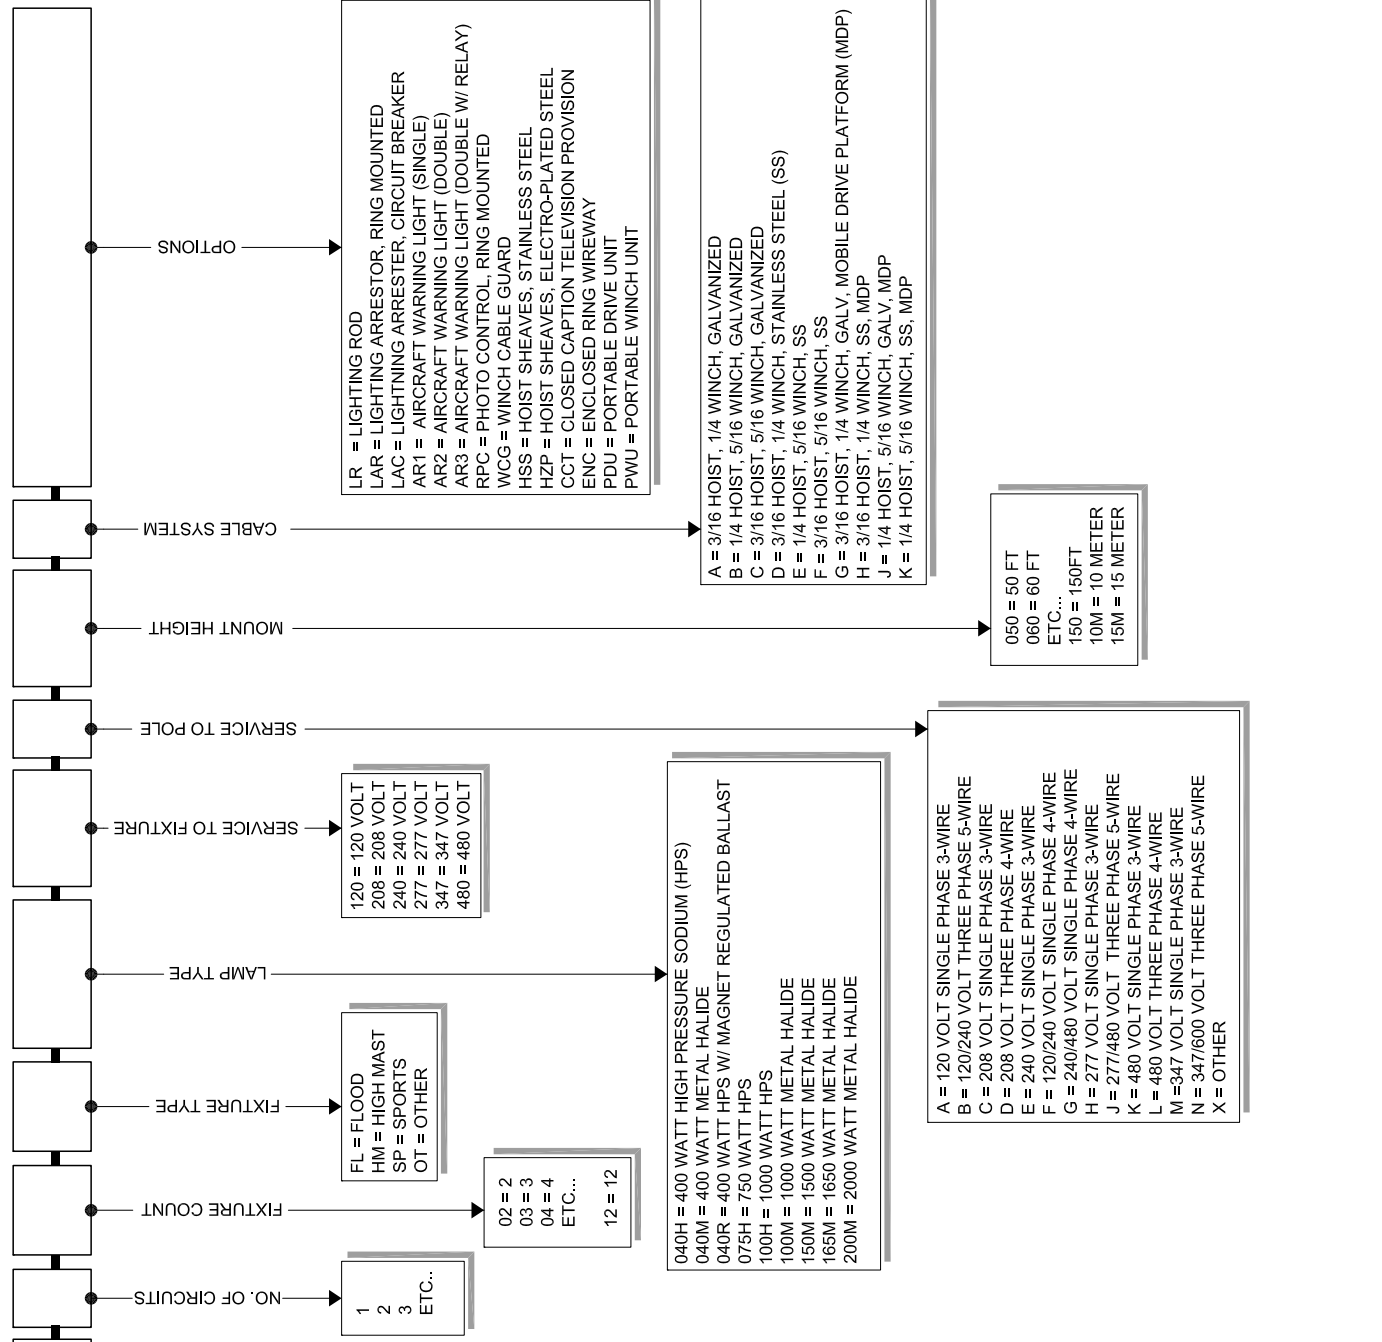 NO. OF CIRCUITS
1
2
3
ETC..
FIXTURE COUNT
02 = 2
03 = 3
04 = 4
ETC...
12 = 12
FIXTURE TYPE
FL = FLOOD
HM = HIGH MAST
SP = SPORTS
OT = OTHER
LAMP TYPE
040H = 400 WATT HIGH PRESSURE SODIUM (HPS)
040M = 400 WATT METAL HALIDE
040R = 400 WATT HPS W/ MAGNET REGULATED BALLAST
075H = 750 WATT HPS
100H = 1000 WATT HPS
100M = 1000 WATT METAL HALIDE
150M = 1500 WATT METAL HALIDE
165M = 1650 WATT METAL HALIDE
200M = 2000 WATT METAL HALIDE
SERVICE TO FIXTURE
120 = 120 VOLT
208 = 208 VOLT
240 = 240 VOLT
277 = 277 VOLT
347 = 347 VOLT
480 = 480 VOLT
SERVICE TO POLE
A = 120 VOLT SINGLE PHASE 3-WIRE
B = 120/240 VOLT THREE PHASE 5-WIRE
C = 208 VOLT SINGLE PHASE 3-WIRE
D = 208 VOLT THREE PHASE 4-WIRE
E = 240 VOLT SINGLE PHASE 3-WIRE
F = 120/240 VOLT SINGLE PHASE 4-WIRE
G = 240/480 VOLT SINGLE PHASE 4-WIRE
H = 277 VOLT SINGLE PHASE 3-WIRE
J = 277/480 VOLT THREE PHASE 5-WIRE
K = 480 VOLT SINGLE PHASE 3-WIRE
L = 480 VOLT THREE PHASE 4-WIRE
M =347 VOLT SINGLE PHASE 3-WIRE
N = 347/600 VOLT THREE PHASE 5-WIRE
X = OTHER
MOUNT HEIGHT
050 = 50 FT
060 = 60 FT
ETC...
150 = 150FT
10M = 10 METER
15M = 15 METER
CABLE SYSTEM
A = 3/16 HOIST, 1/4 WINCH, GALVANIZED
B = 1/4 HOIST, 5/16 WINCH, GALVANIZED
C = 3/16 HOIST, 5/16 WINCH, GALVANIZED
D = 3/16 HOIST, 1/4 WINCH, STAINLESS STEEL (SS)
E = 1/4 HOIST, 5/16 WINCH, SS
F = 3/16 HOIST, 5/16 WINCH, SS
G = 3/16 HOIST, 1/4 WINCH, GALV, MOBILE DRIVE PLATFORM (MDP)
H = 3/16 HOIST, 1/4 WINCH, SS, MDP
J = 1/4 HOIST, 5/16 WINCH, GALV, MDP
K = 1/4 HOIST, 5/16 WINCH, SS, MDP
OPTIONS
LR = LIGHTING ROD
LAR = LIGHTING ARRESTOR, RING MOUNTED
LAC = LIGHTNING ARRESTER, CIRCUIT BREAKER
AR1 = AIRCRAFT WARNING LIGHT (SINGLE)
AR2 = AIRCRAFT WARNING LIGHT (DOUBLE)
AR3 = AIRCRAFT WARNING LIGHT (DOUBLE W/ RELAY)
RPC = PHOTO CONTROL, RING MOUNTED
WCG = WINCH CABLE GUARD
HSS = HOIST SHEAVES, STAINLESS STEEL
HZP = HOIST SHEAVES, ELECTRO-PLATED STEEL
CCT = CLOSED CAPTION TELEVISION PROVISION
ENC = ENCLOSED RING WIREWAY
PDU = PORTABLE DRIVE UNIT
PWU = PORTABLE WINCH UNIT